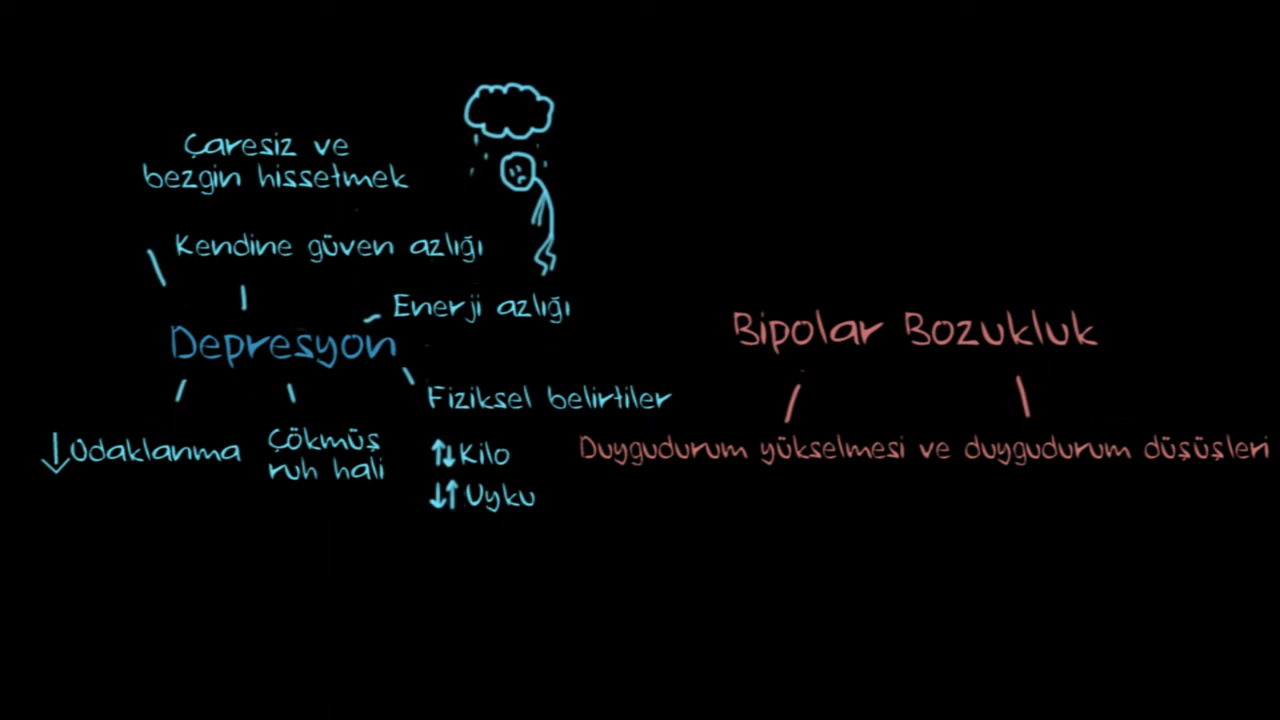 Çaresiz ve
bezgin hissetmek
Kendine güven azlığı
Enerji azlığı
Depresyon
Fiziksel belirtiler
↓Odaklanma
Çökmüş
ruh hali
↑↓Kilo
↓↑Uyku
Bipolar Bozukluk
Duygudurum yükselmesi ve duygudurum düşüşleri